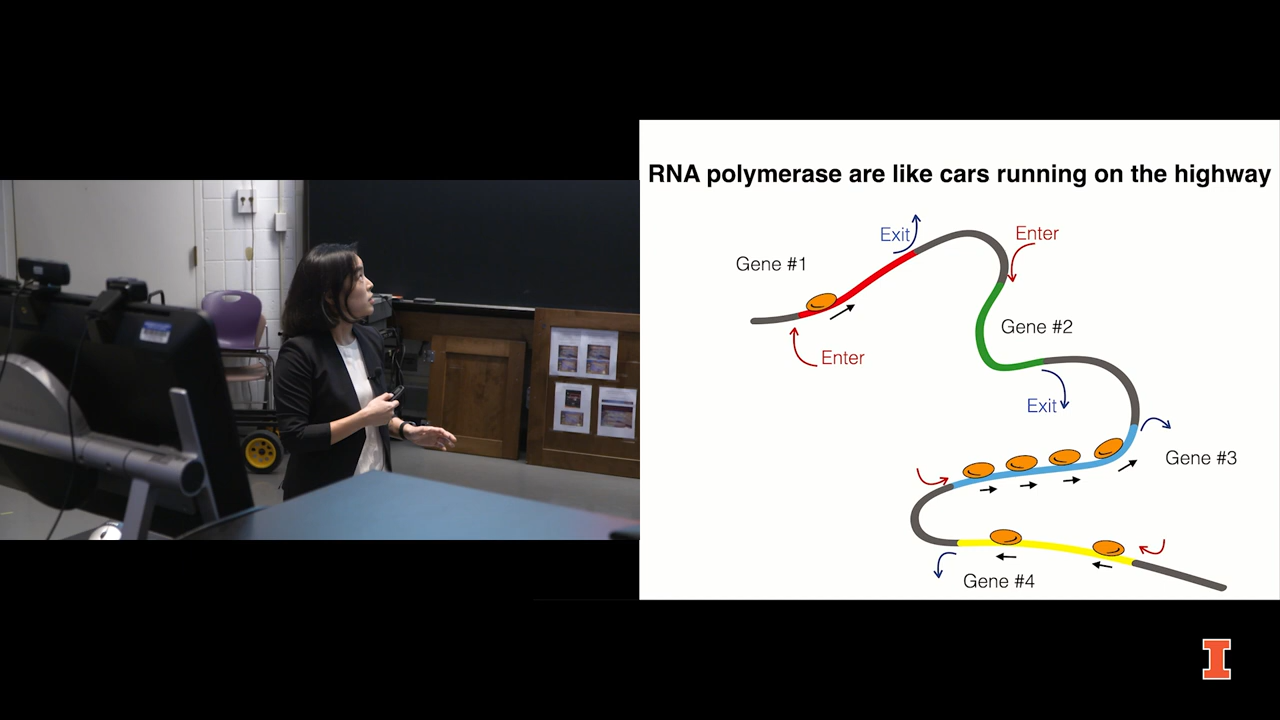 RNA polymerase are like cars running on the highway
Exit
Enter
Gene #1
Gene #2
Enter
Exit
Gene #3
Gene #4
I